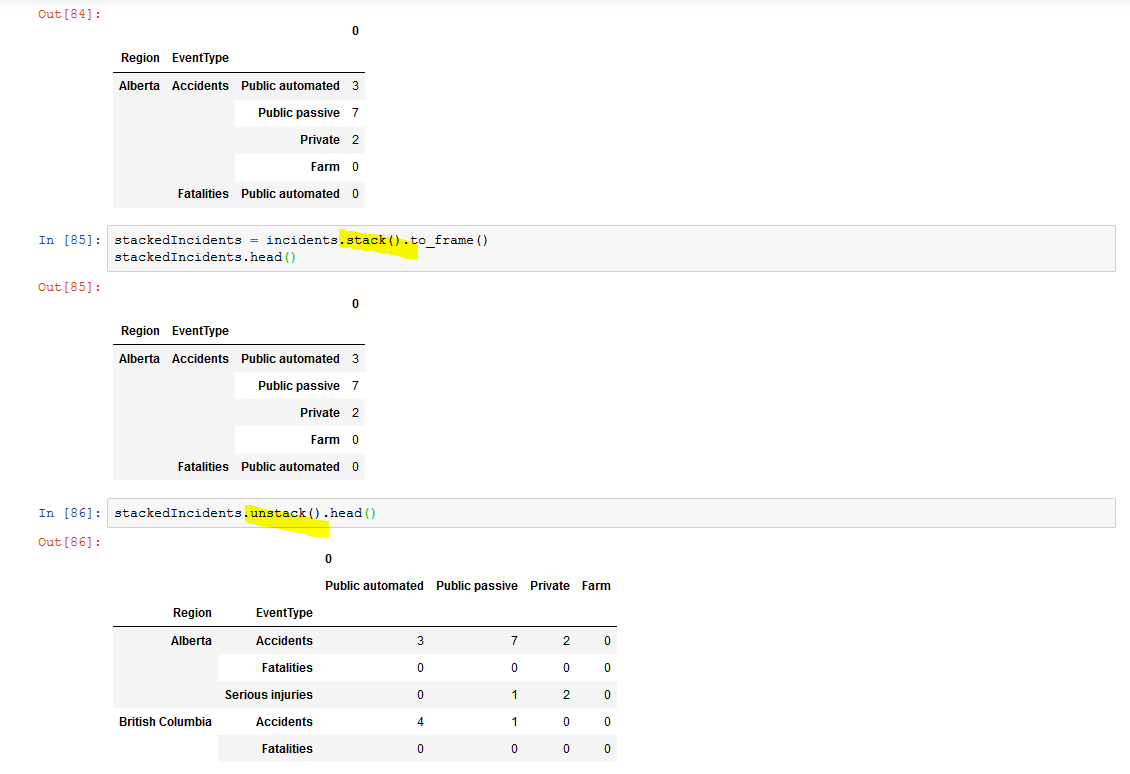 Out[84]:
0
Region EventType
Alberta Accidents Public automated 3
Public passive 7
Private 2
Farm 0
Fatalities Public automated 0
In [85]: stackedIncidents = incidents.stack().to_frame()
stackedIncidents.head()
Out[85]:
0
Region EventType
Alberta Accidents Public automated 3
Public passive 7
Private 2
Farm 0
Fatalities Public automated 0
In [86]: stackedIncidents.unstack().head()
Out[86]:
0
Public automated Public passive Private Farm
Region EventType
Alberta Accidents 3 7 2 0
Fatalities 0 0 0 0
Serious injuries 0 1 2 0
British Columbia Accidents 4 1 0 0
Fatalities 0 0 0 0